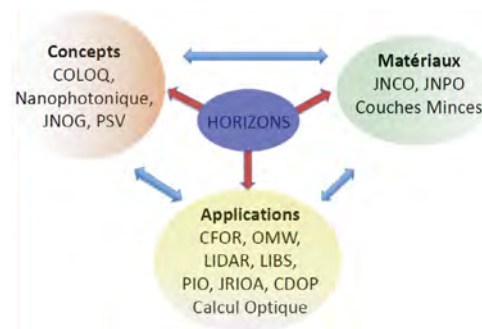 Concepts
COLOQ,
Nanophotonique,
JNOG, PSV
Matériaux
JNCO, JNPO
Couches Minces
HORIZONS
Applications
CFOR, OMW,
LIDAR, LIBS,
PIO, JRIOA, CDOP
Calcul Optique